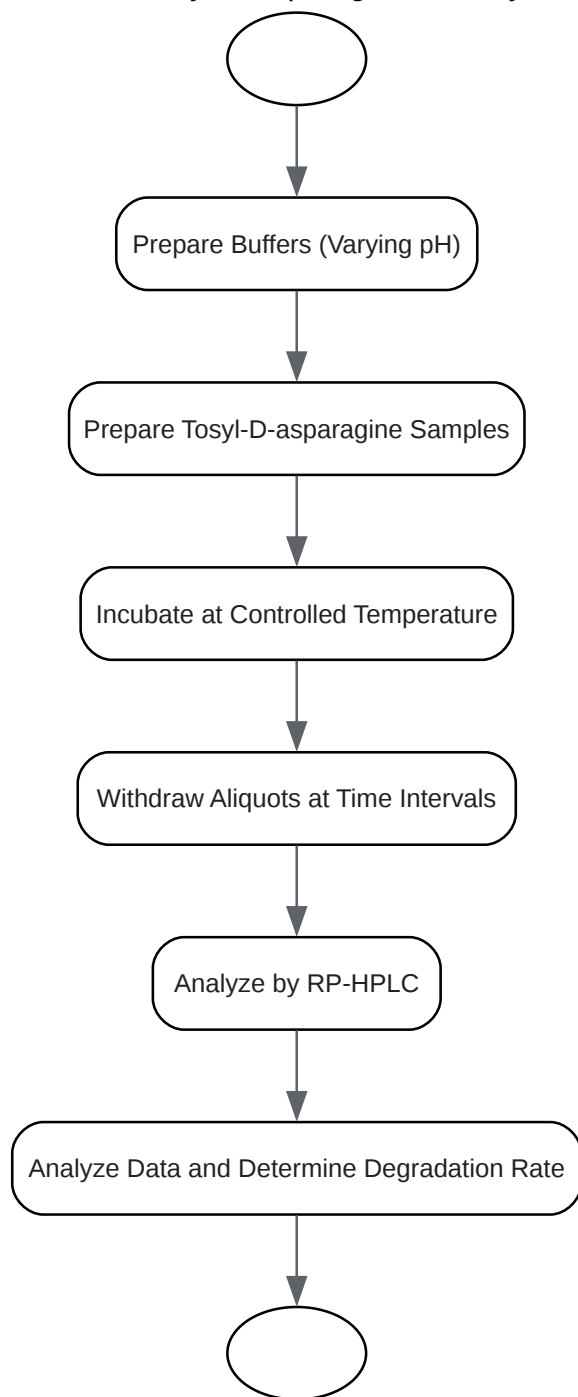 Prepare Buffers (Varying pH)
Prepare Tosyl-D-asparagine Samples
Incubate at Controlled Temperature
Withdraw Aliquots at Time Intervals
Analyze by RP-HPLC
Analyze Data and Determine Degradation Rate